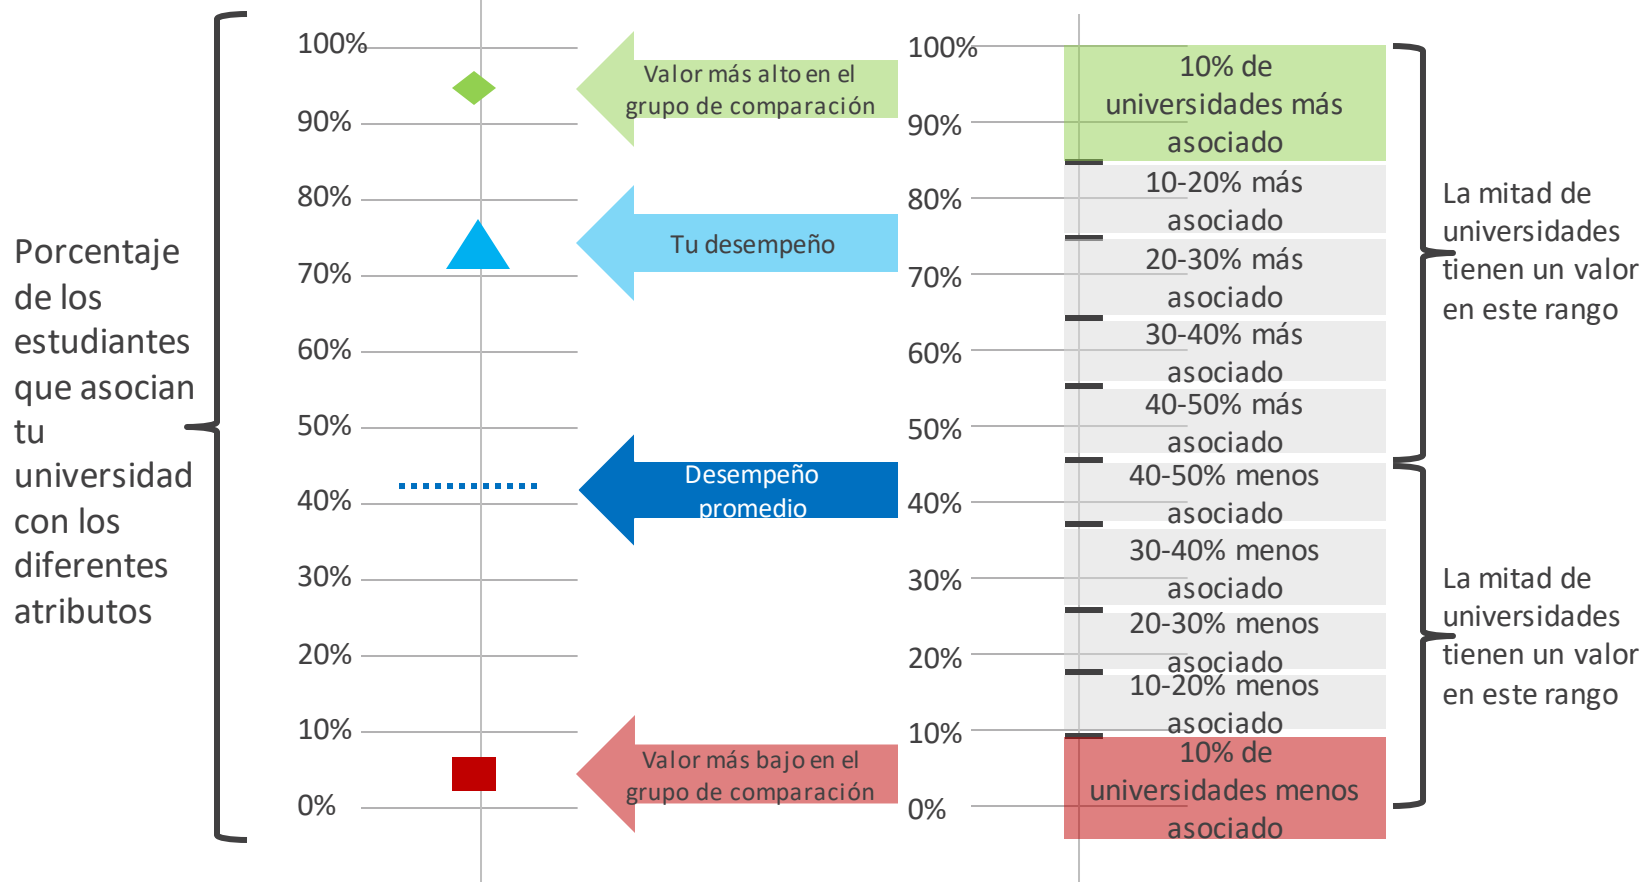 Porcentaje
de los
estudiantes
que asocian
tu
universidad
con los
diferentes
atributos
100%
90%
80%
70%
60%
50%
40%
30%
20%
10%
0%
Valor más alto en el
grupo de comparación
Tu desempeño
Desempeño
promedio
Valor más bajo en el
grupo de comparación
100%
90%
80%
70%
60%
50%
40%
30%
20%
10%
0%
10% de
universidades más
asociado
10-20% más
asociado
20-30% más
asociado
30-40% más
asociado
40-50% más
asociado
40-50% menos
asociado
30-40% menos
asociado
20-30% menos
asociado
10-20% menos
asociado
10% de
universidades menos
asociado
La mitad de
universidades
tienen un valor
en este rango
La mitad de
universidades
tienen un valor
en este rango